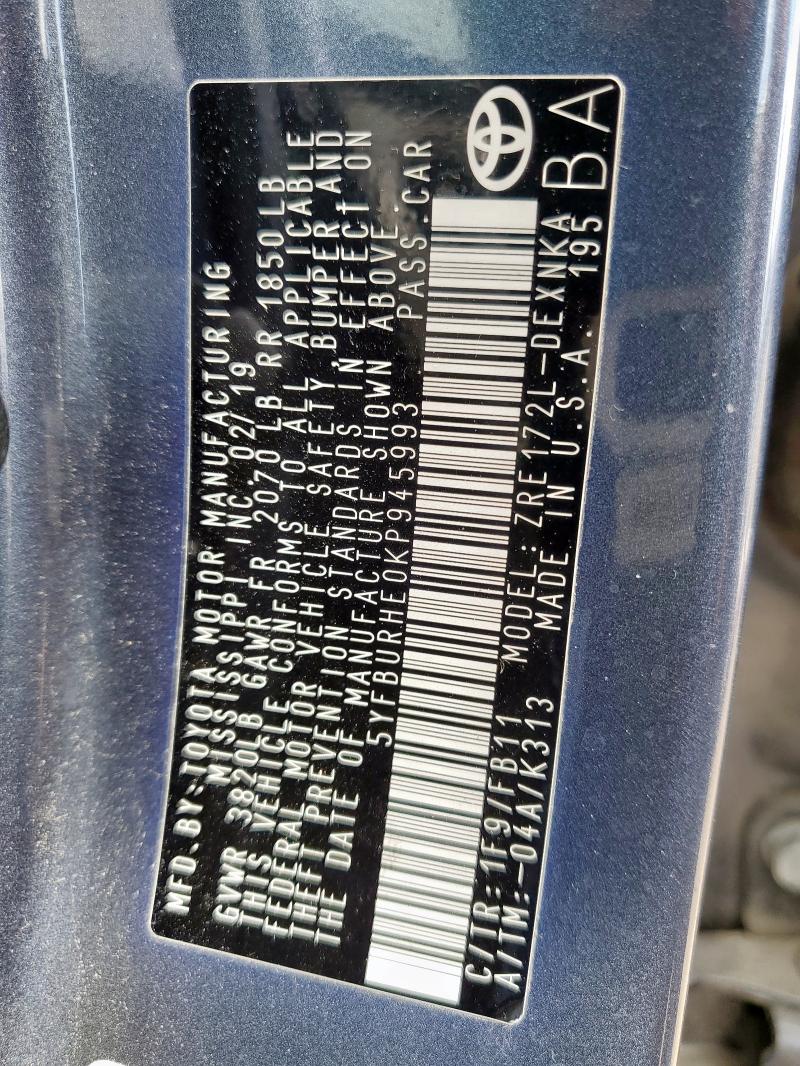 MFD.BY:TOYOTA MOTOR MANUFACTURING
MISSISSIPPI INC.02/19
GVWR 3820LB GAWR FR 2070 LB RR 1850LB
THIS VEHICLE CONFORMS TO ALL APPLICABLE
FEDERAL MOTOR VEHICLE SAFETY,BUMPER AND
THEFT PREVENTION STANDARDS IN EFFECT ON
THE DATE OF MANUFACTURE SHOWN ABOVE.
5YFBURHE0KP945993 PASS.CAR
C/TR:1F9/FB11 MODEL:ZRE172L-DEXNKA
A/TM:-04A/K313 MADE IN U.S.A. 195 BA